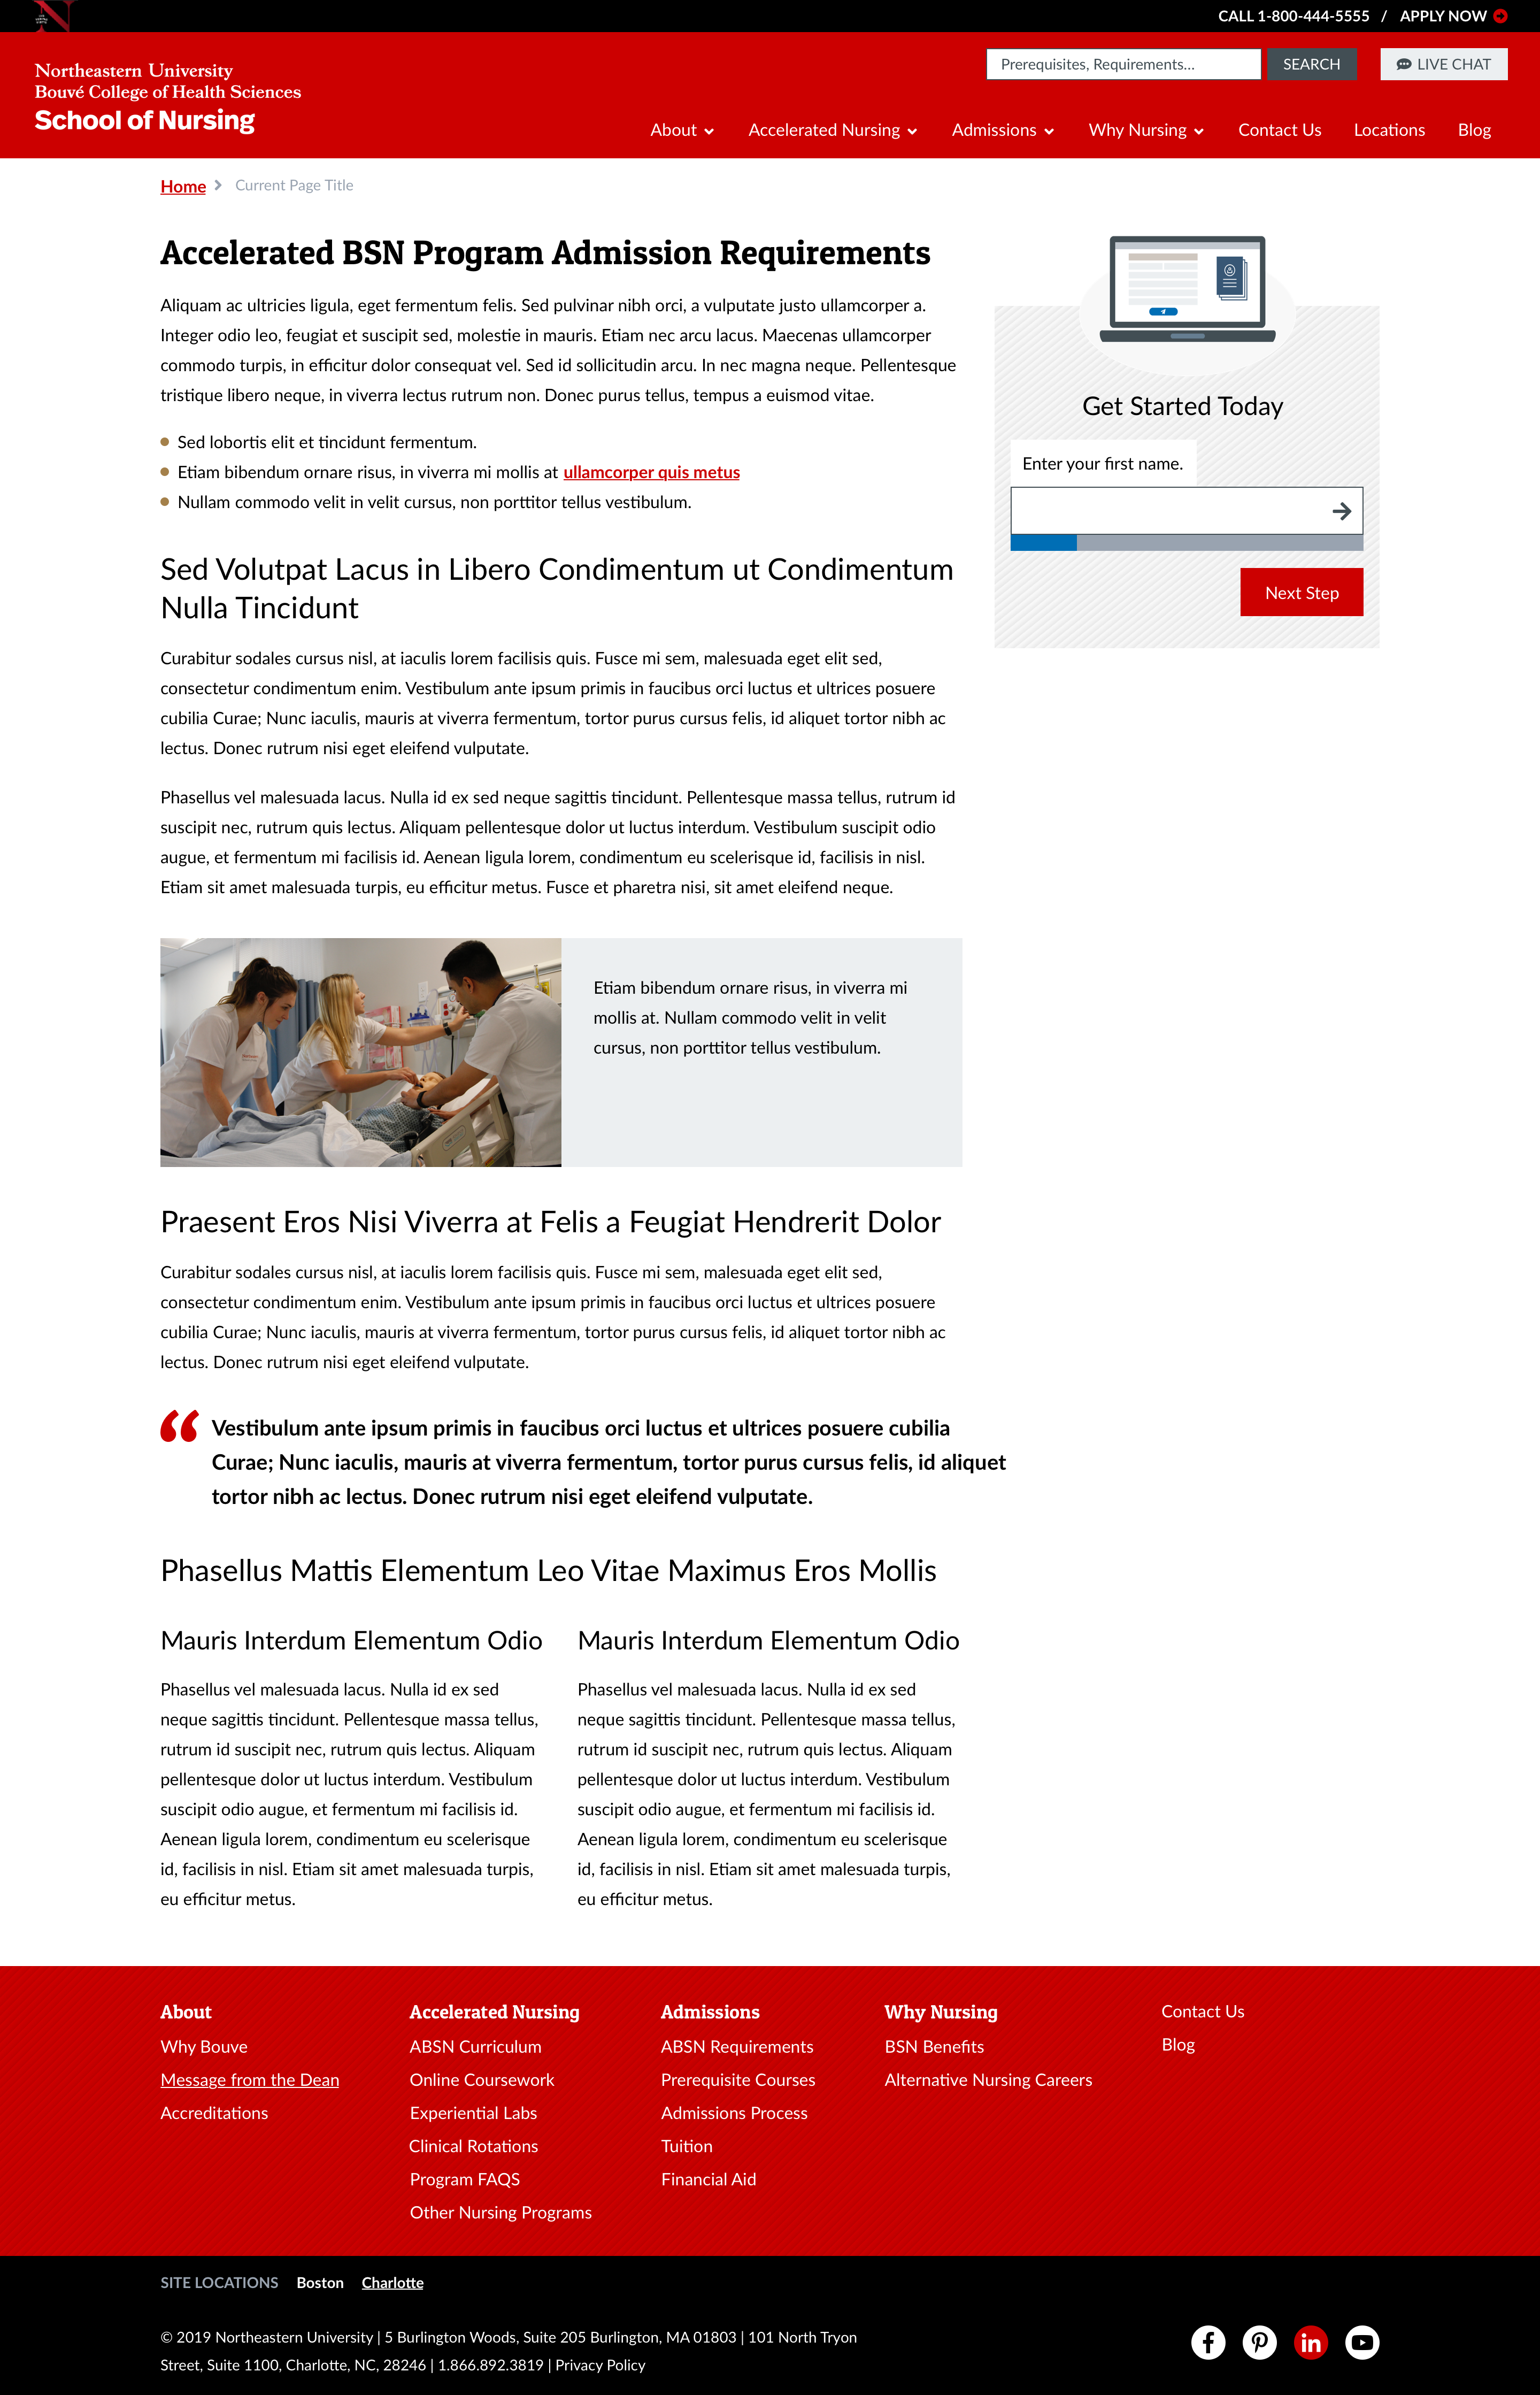 CALL 1-800-444-5555 / APPLY NOW
Northeastern University
Bouvé College of Health Sciences
School of Nursing
Prerequisites, Requirements... SEARCH LIVE CHAT
About Accelerated Nursing Admissions Why Nursing Contact Us Locations Blog
Home Current Page Title
Accelerated BSN Program Admission Requirements
Aliquam ac ultricies ligula, eget fermentum felis. Sed pulvinar nibh orci, a vulputate justo ullamcorper a.
Integer odio leo, feugiat et suscipit sed, molestie in mauris. Etiam nec arcu lacus. Maecenas ullamcorper
commodo turpis, in efficitur dolor consequat vel. Sed id sollicitudin arcu. In nec magna neque. Pellentesque
tristique libero neque, in viverra lectus rutrum non. Donec purus tellus, tempus a euismod vitae.
Sed lobortis elit et tincidunt fermentum.
Etiam bibendum ornare risus, in viverra mi mollis at ullamcorper quis metus
Nullam commodo velit in velit cursus, non porttitor tellus vestibulum.
Get Started Today
Enter your first name.
Next Step
Sed Volutpat Lacus in Libero Condimentum ut Condimentum
Nulla Tincidunt
Curabitur sodales cursus nisl, at iaculis lorem facilisis quis. Fusce mi sem, malesuada eget elit sed,
consectetur condimentum enim. Vestibulum ante ipsum primis in faucibus orci luctus et ultrices posuere
cubilia Curae; Nunc iaculis, mauris at viverra fermentum, tortor purus cursus felis, id aliquet tortor nibh ac
lectus. Donec rutrum nisi eget eleifend vulputate.
Phasellus vel malesuada lacus. Nulla id ex sed neque sagittis tincidunt. Pellentesque massa tellus, rutrum id
suscipit nec, rutrum quis lectus. Aliquam pellentesque dolor ut luctus interdum. Vestibulum suscipit odio
augue, et fermentum mi facilisis id. Aenean ligula lorem, condimentum eu scelerisque id, facilisis in nisl.
Etiam sit amet malesuada turpis, eu efficitur metus. Fusce et pharetra nisi, sit amet eleifend neque.
Etiam bibendum ornare risus, in viverra mi
mollis at. Nullam commodo velit in velit
cursus, non porttitor tellus vestibulum.
Praesent Eros Nisi Viverra at Felis a Feugiat Hendrerit Dolor
Curabitur sodales cursus nisl, at iaculis lorem facilisis quis. Fusce mi sem, malesuada eget elit sed,
consectetur condimentum enim. Vestibulum ante ipsum primis in faucibus orci luctus et ultrices posuere
cubilia Curae; Nunc iaculis, mauris at viverra fermentum, tortor purus cursus felis, id aliquet tortor nibh ac
lectus. Donec rutrum nisi eget eleifend vulputate.
“ Vestibulum ante ipsum primis in faucibus orci luctus et ultrices posuere cubilia
Curae; Nunc iaculis, mauris at viverra fermentum, tortor purus cursus felis, id aliquet
tortor nibh ac lectus. Donec rutrum nisi eget eleifend vulputate.
Phasellus Mattis Elementum Leo Vitae Maximus Eros Mollis
Mauris Interdum Elementum Odio
Phasellus vel malesuada lacus. Nulla id ex sed
neque sagittis tincidunt. Pellentesque massa tellus,
rutrum id suscipit nec, rutrum quis lectus. Aliquam
pellentesque dolor ut luctus interdum. Vestibulum
suscipit odio augue, et fermentum mi facilisis id.
Aenean ligula lorem, condimentum eu scelerisque
id, facilisis in nisl. Etiam sit amet malesuada turpis,
eu efficitur metus.
Mauris Interdum Elementum Odio
Phasellus vel malesuada lacus. Nulla id ex sed
neque sagittis tincidunt. Pellentesque massa tellus,
rutrum id suscipit nec, rutrum quis lectus. Aliquam
pellentesque dolor ut luctus interdum. Vestibulum
suscipit odio augue, et fermentum mi facilisis id.
Aenean ligula lorem, condimentum eu scelerisque
id, facilisis in nisl. Etiam sit amet malesuada turpis,
eu efficitur metus.
About
Why Bouve
Message from the Dean
Accreditations
Accelerated Nursing
ABSN Curriculum
Online Coursework
Experiential Labs
Clinical Rotations
Program FAQS
Other Nursing Programs
Admissions
ABSN Requirements
Prerequisite Courses
Admissions Process
Tuition
Financial Aid
Why Nursing
BSN Benefits
Alternative Nursing Careers
Contact Us
Blog
SITE LOCATIONS Boston Charlotte
© 2019 Northeastern University | 5 Burlington Woods, Suite 205 Burlington, MA 01803 | 101 North Tryon
Street, Suite 1100, Charlotte, NC, 28246 | 1.866.892.3819 | Privacy Policy